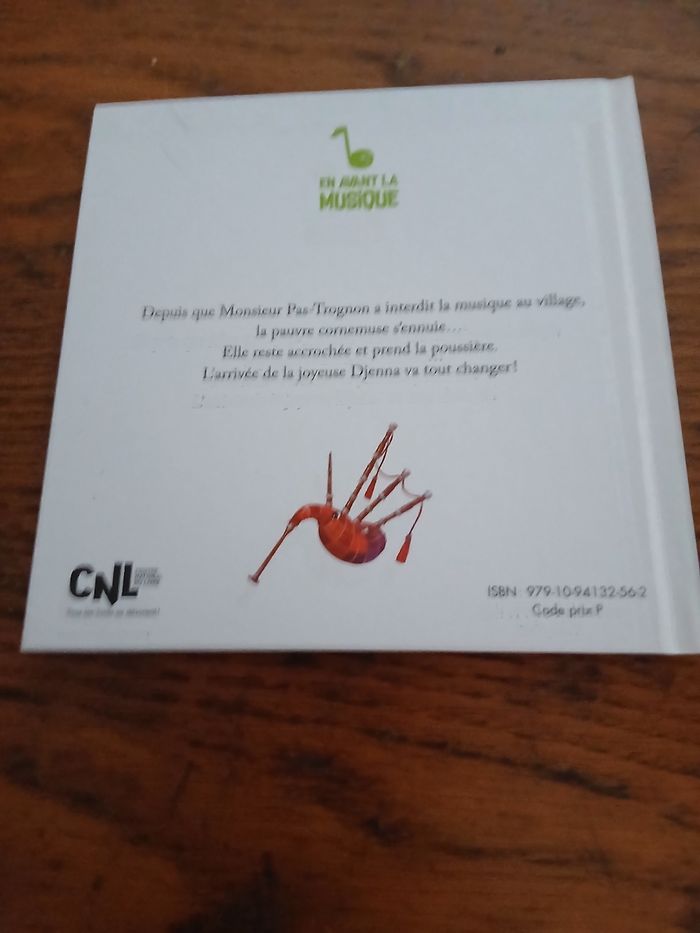 EN AVANT LA
MUSIQUE
Depuis que Monsieur Pas-Trognon a interdit la musique au village,
la pauvre cornemuse s'ennuie…
Elle reste accrochée et prend la poussière.
L'arrivée de la joyeuse Djenna va tout changer!
CNL
ISBN 979-10-94132-56-2
Code prix P